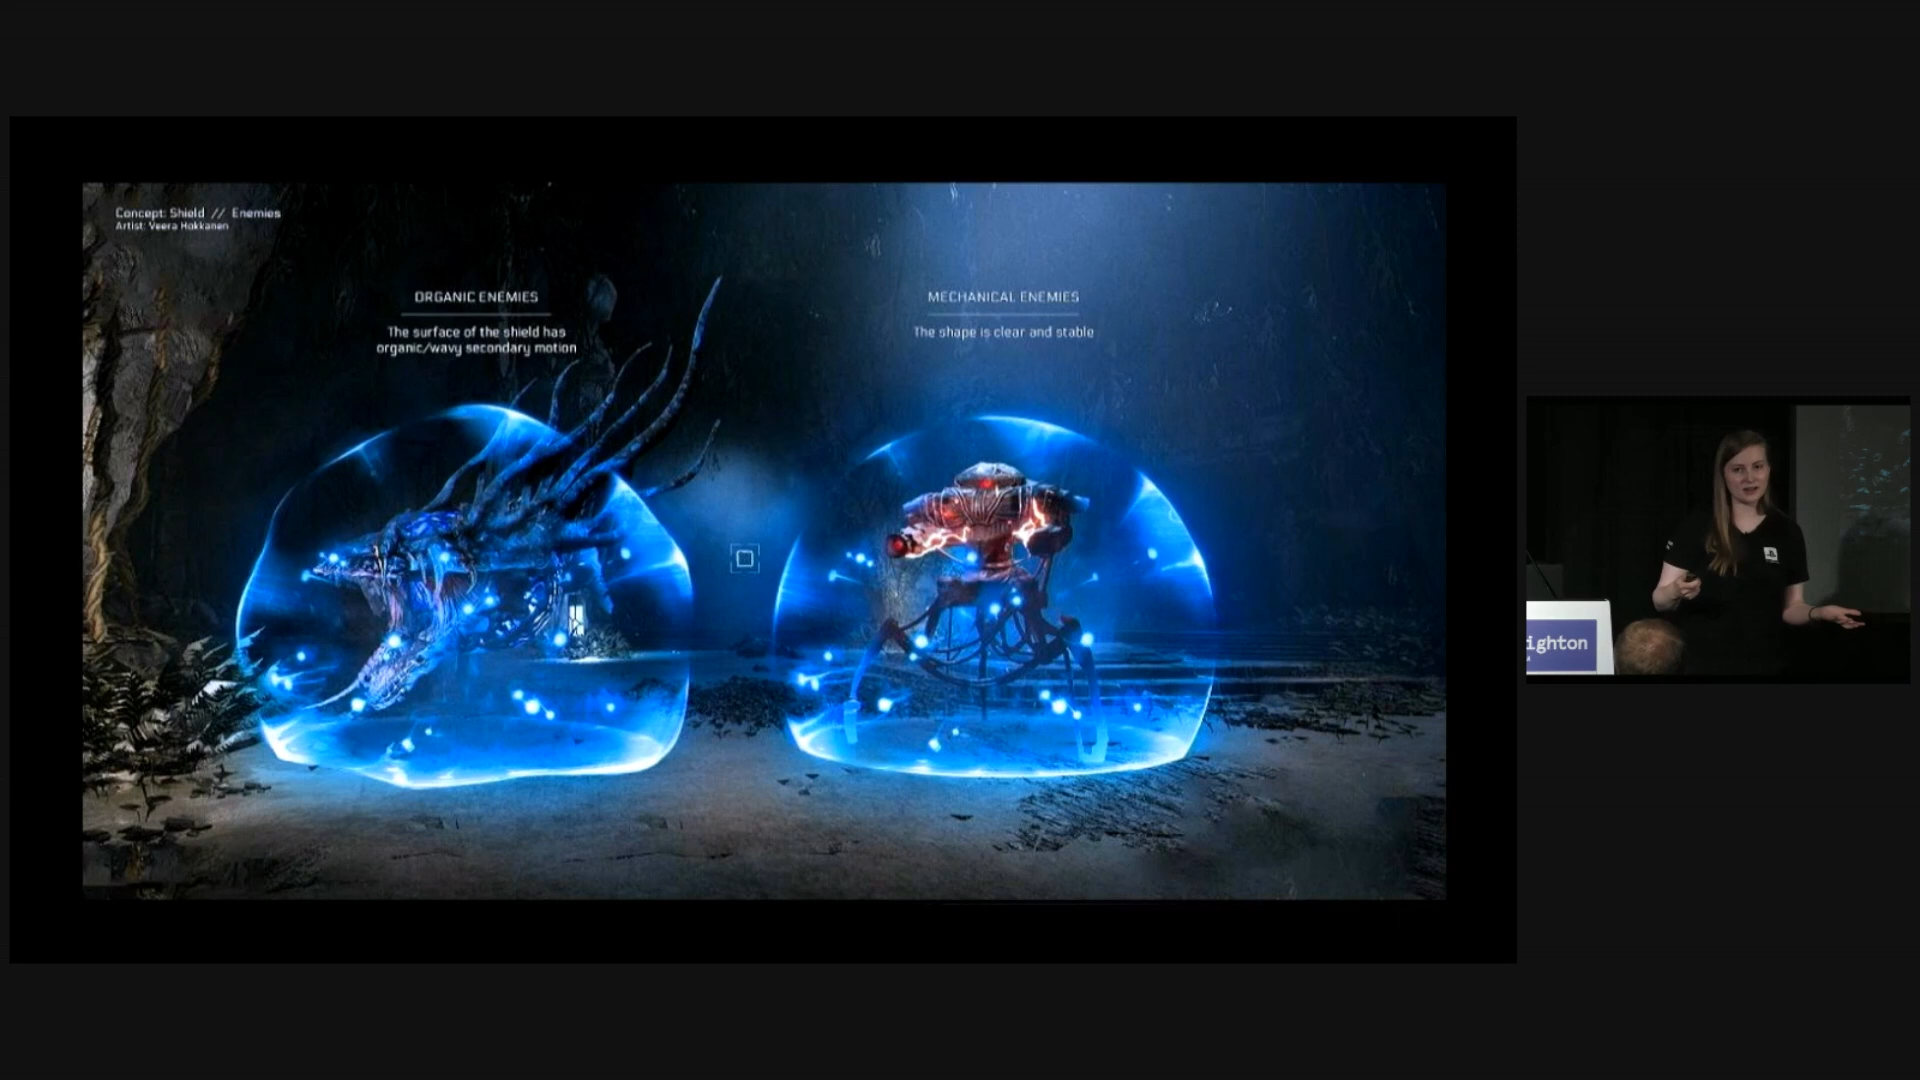 Concept: Shield // Enemies
Artist: Veera Hokkanen
ORGANIC ENEMIES
The surface of the shield has
organic/wavy secondary motion
MECHANICAL ENEMIES
The shape is clear and stable
ighton